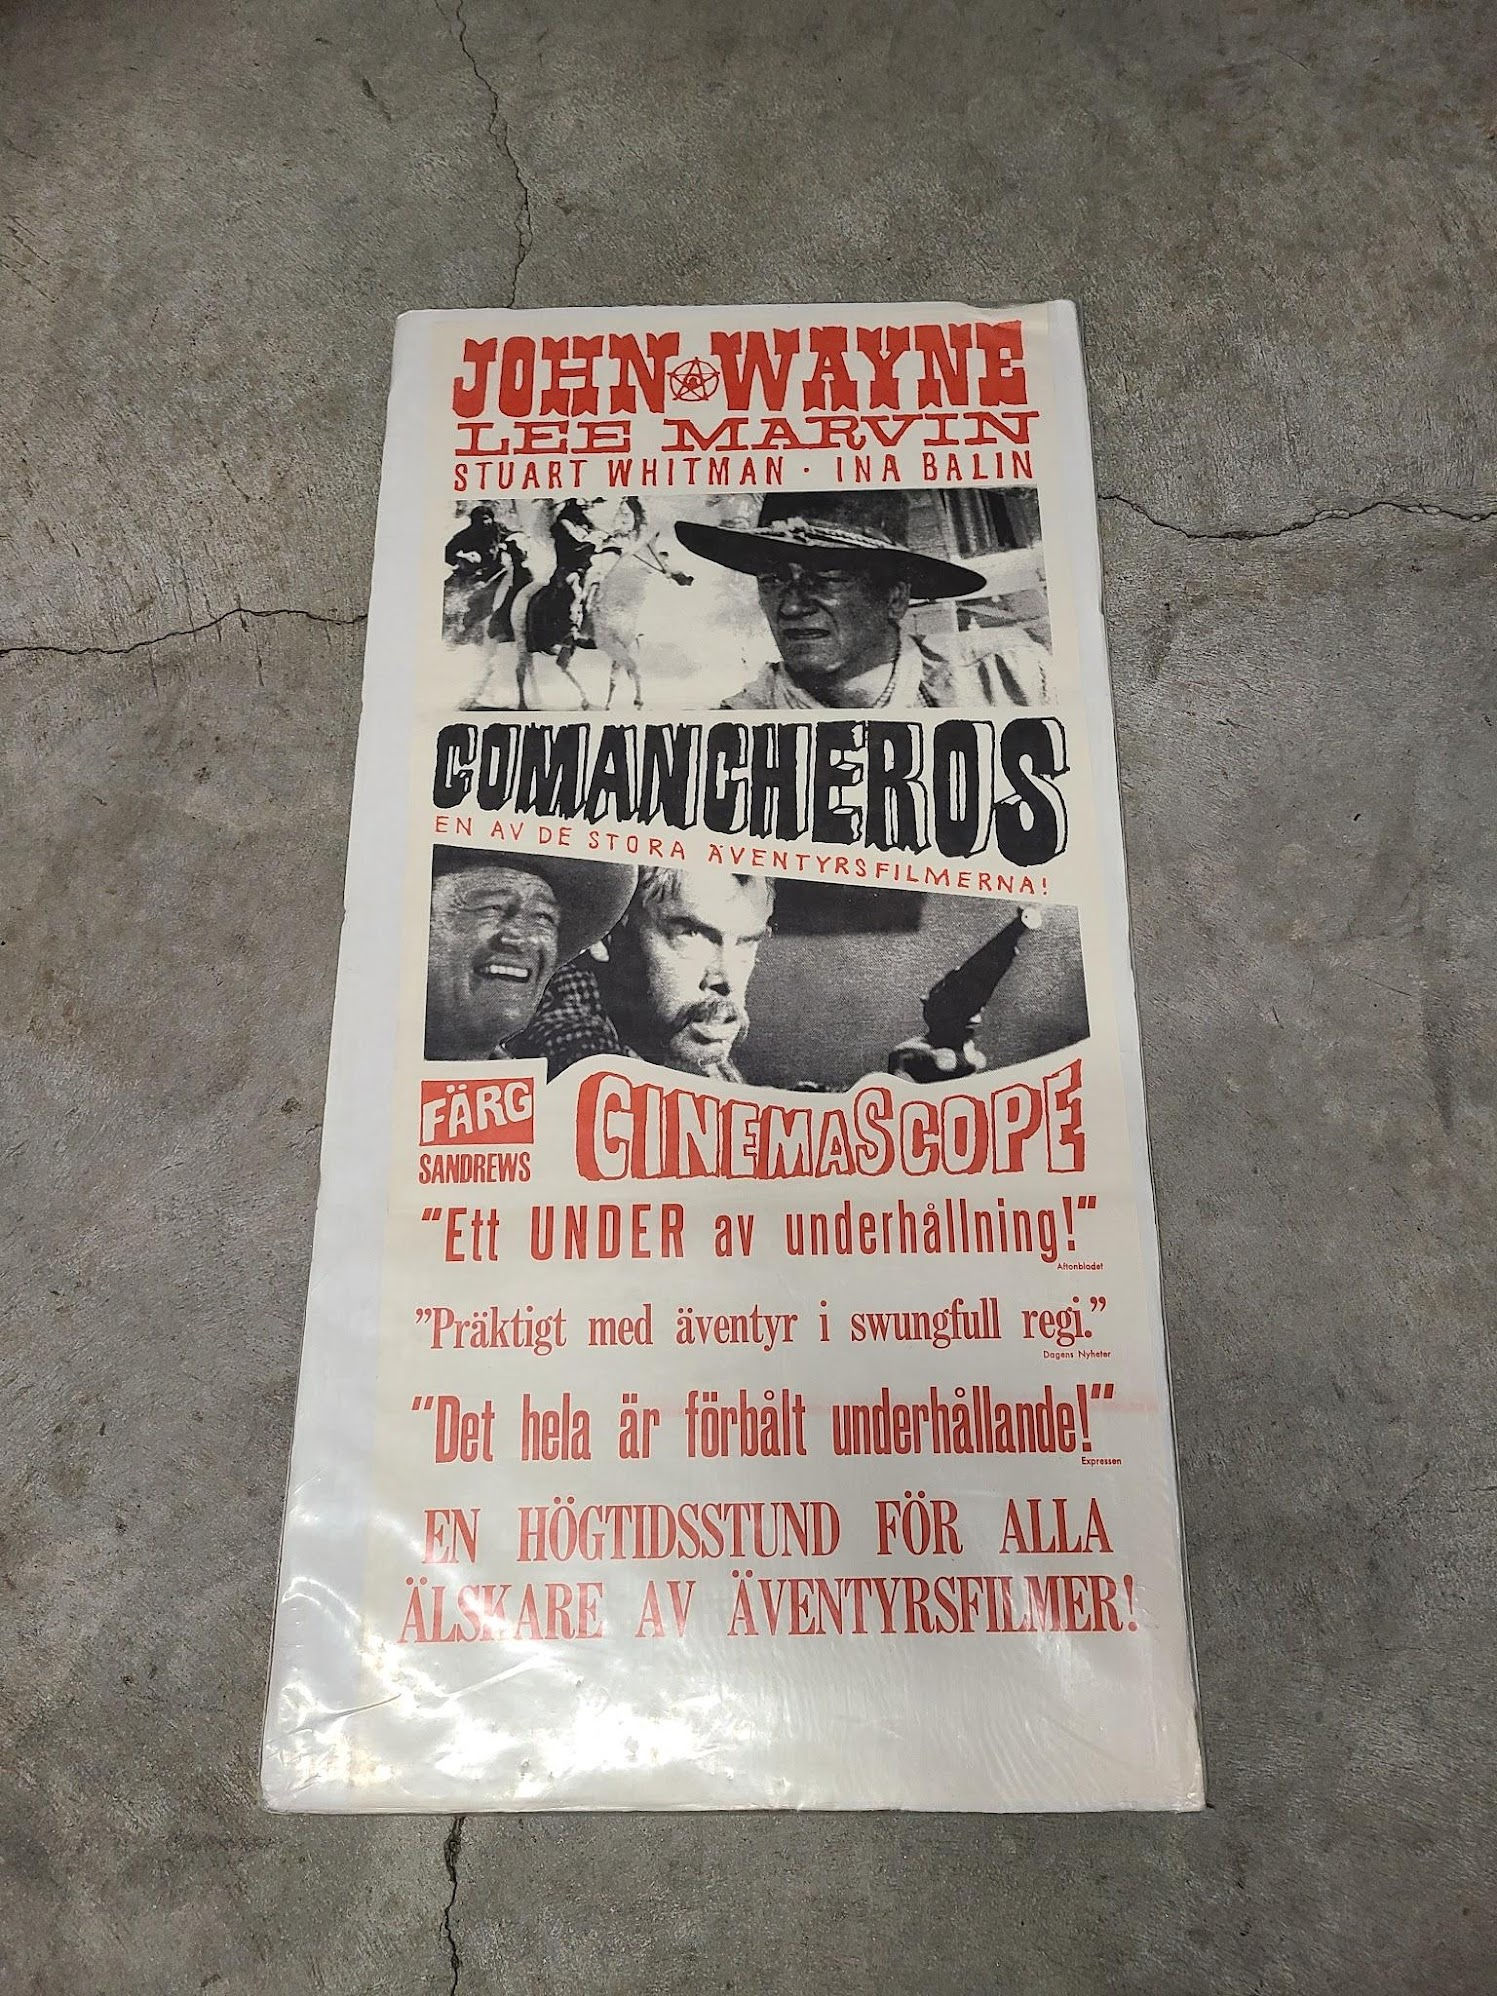 JOHN WAYNE
LEE MARVIN
STUART WHITMAN · INA BALIN
COMANCHEROS
EN AV DE STORA ÄVENTYRSFILMERNA!
FÄRG
SANDREWS
CINEMASCOPE
"Ett UNDER av underhållning!"
Aftonbladet
"Präktigt med äventyr i swungfull regi."
Dagens Nyheter
"Det hela är förbålt underhållande!"
Expressen
EN HÖGTIDSSTUND FÖR ALLA
ÄLSKARE AV ÄVENTYRSFILMER!